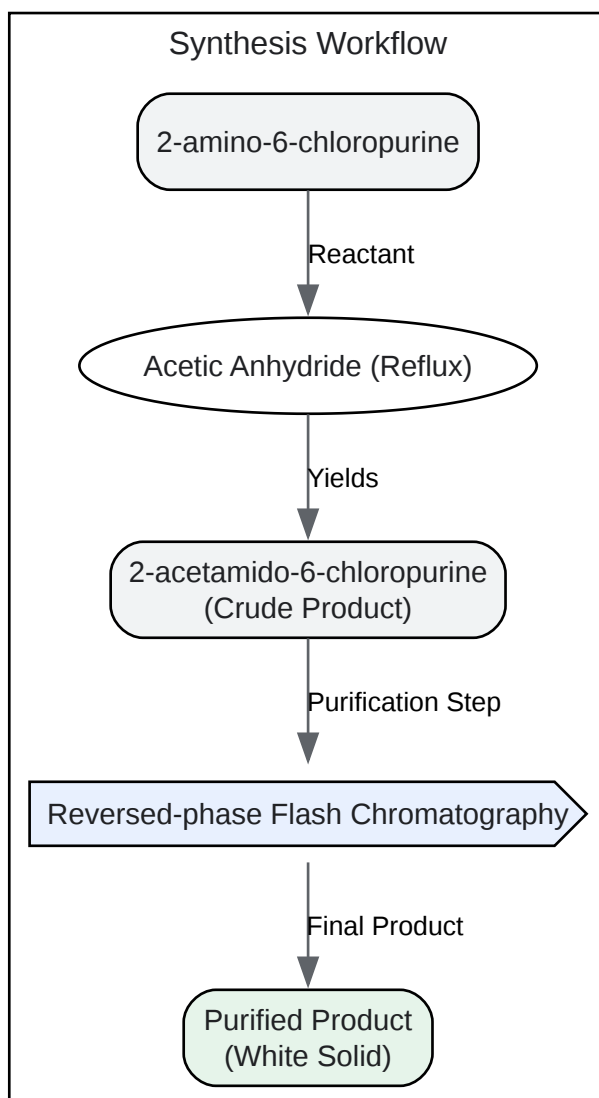 Synthesis Workflow
2-amino-6-chloropurine
Reactant
Acetic Anhydride (Reflux)
Yields
2-acetamido-6-chloropurine
(Crude Product)
Purification Step
Reversed-phase Flash Chromatography
Final Product
Purified Product
(White Solid)